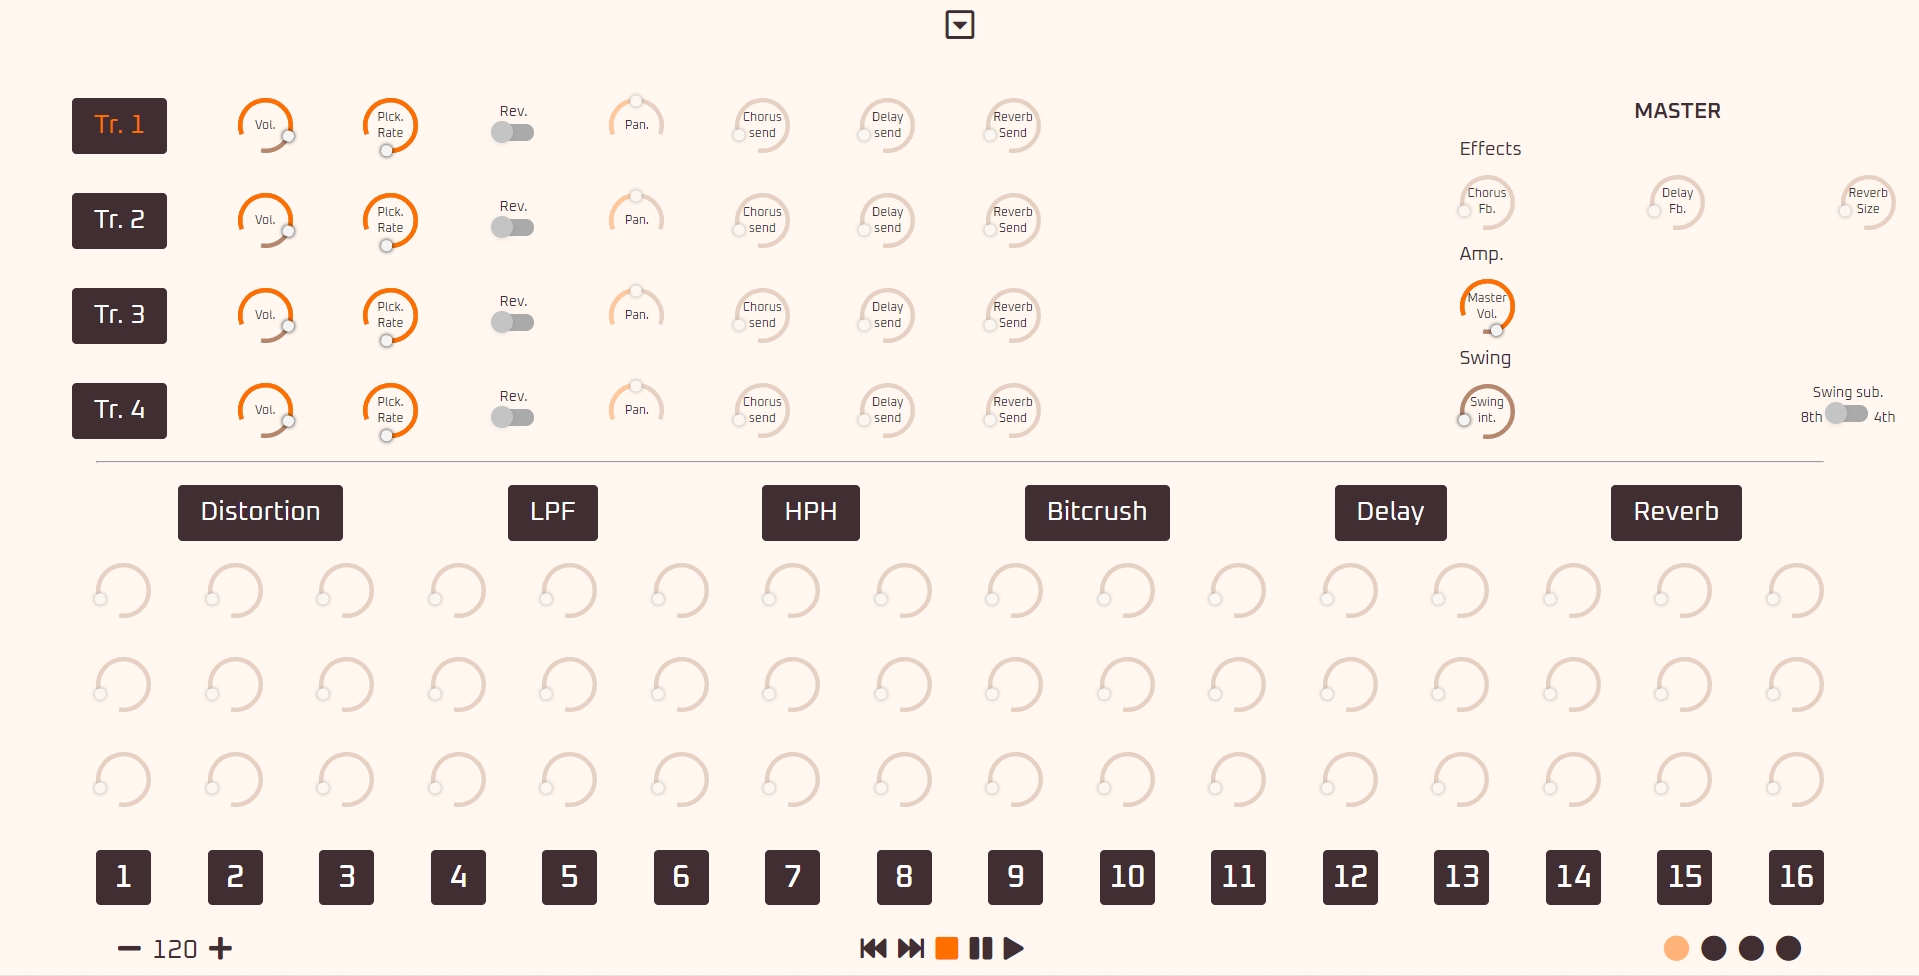 Tr. 1 Vol. Plck. Rate Rev. Pan. Chorus send Delay send Reverb Send
MASTER
Effects
Chorus Fb. Delay Fb. Reverb Size
Tr. 2 Vol. Plck. Rate Rev. Pan. Chorus send Delay send Reverb Send
Amp.
Tr. 3 Vol. Plck. Rate Rev. Pan. Chorus send Delay send Reverb Send
Master Vol.
Swing
Tr. 4 Vol. Plck. Rate Rev. Pan. Chorus send Delay send Reverb Send
Swing int.
Swing sub.
8th 4th
Distortion LPF HPH Bitcrush Delay Reverb
1 2 3 4 5 6 7 8 9 10 11 12 13 14 15 16
120